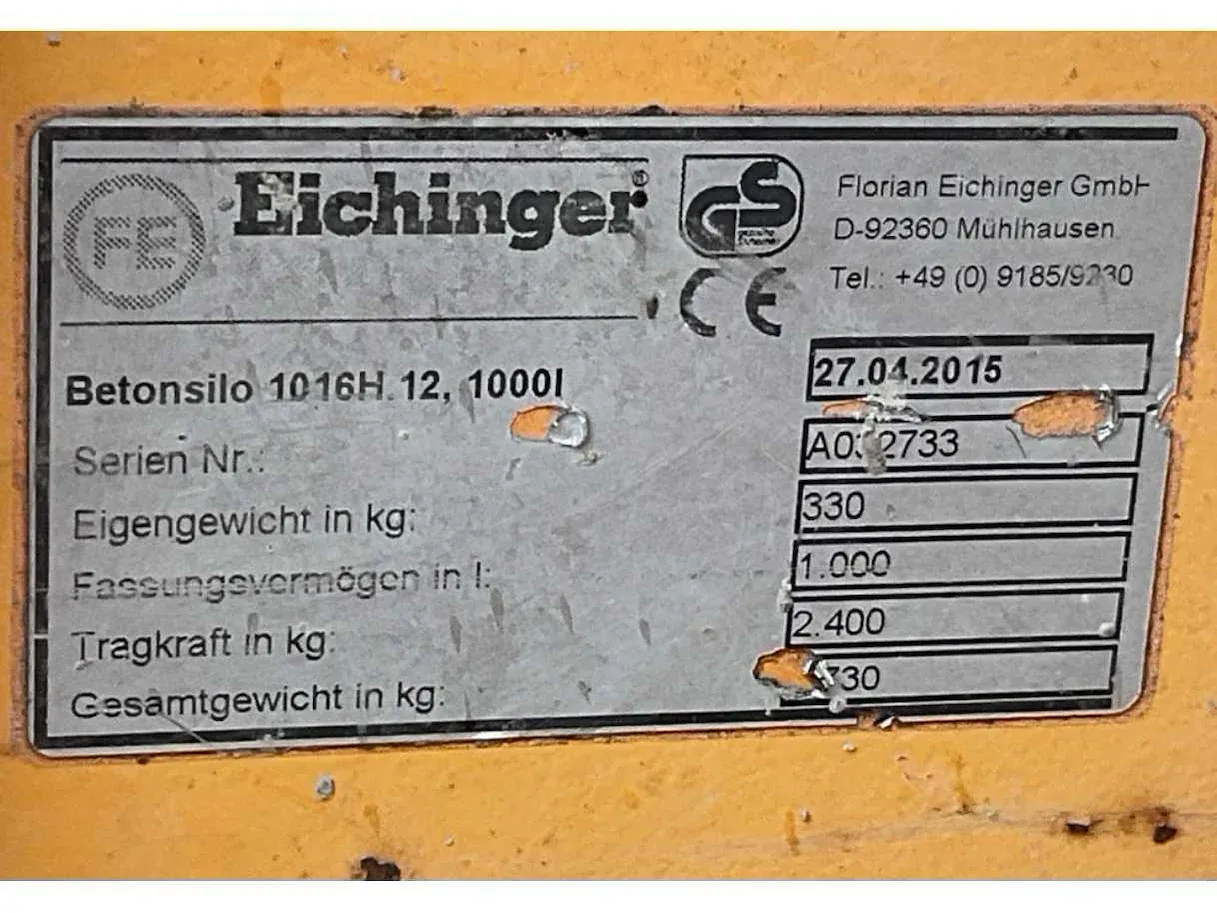 FE
Eichinger®
GS
geprüfte Sicherheit
CE
Florian Eichinger GmbH
D-92360 Mühlhausen
Tel.: +49 (0) 9185/9230
Betonsilo 1016H.12, 1000l
27.04.2015
Serien Nr.:
Eigengewicht in kg: 330
Fassungsvermögen in l: 1.000
Tragkraft in kg: 2.400
Gesamtgewicht in kg: